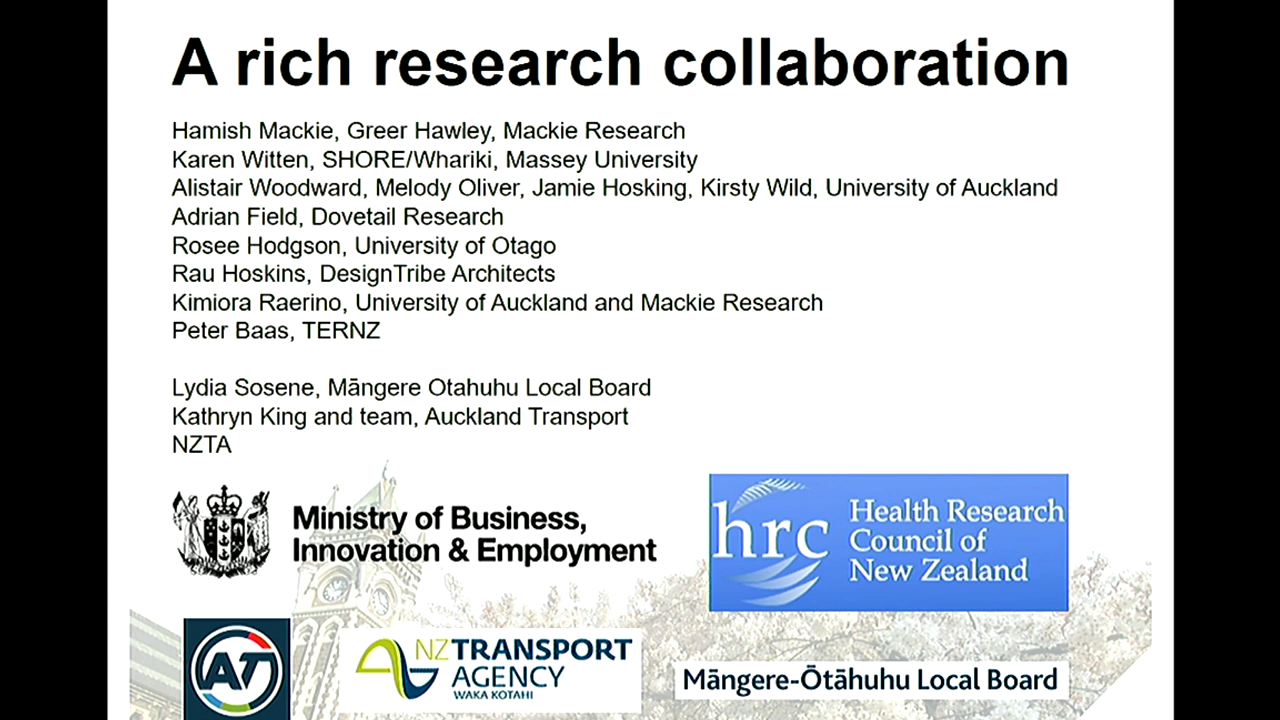 A rich research collaboration
Hamish Mackie, Greer Hawley, Mackie Research
Karen Witten, SHORE/Whariki, Massey University
Alistair Woodward, Melody Oliver, Jamie Hosking, Kirsty Wild, University of Auckland
Adrian Field, Dovetail Research
Rosee Hodgson, University of Otago
Rau Hoskins, DesignTribe Architects
Kimiora Raerino, University of Auckland and Mackie Research
Peter Baas, TERNZ
Lydia Sosene, Māngere Otahuhu Local Board
Kathryn King and team, Auckland Transport
NZTA
Ministry of Business,
Innovation & Employment
hrc
Health Research
Council of
New Zealand
AT
NZTRANSPORT
AGENCY
WAKA KOTAHI
Māngere-Ōtāhuhu Local Board